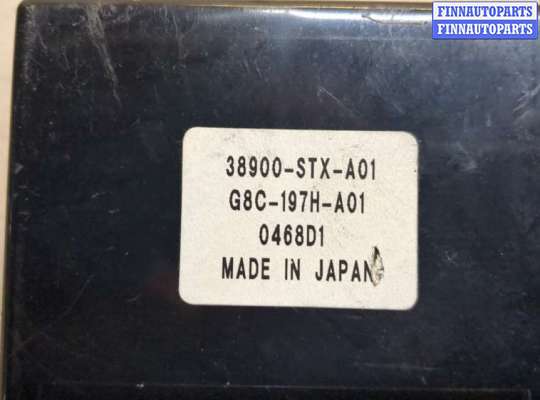 FINNAUTOPARTS
FINNAUTOPARTS
38900-STX-A01
G8C-197H-A01
0468D1
MADE IN JAPAN